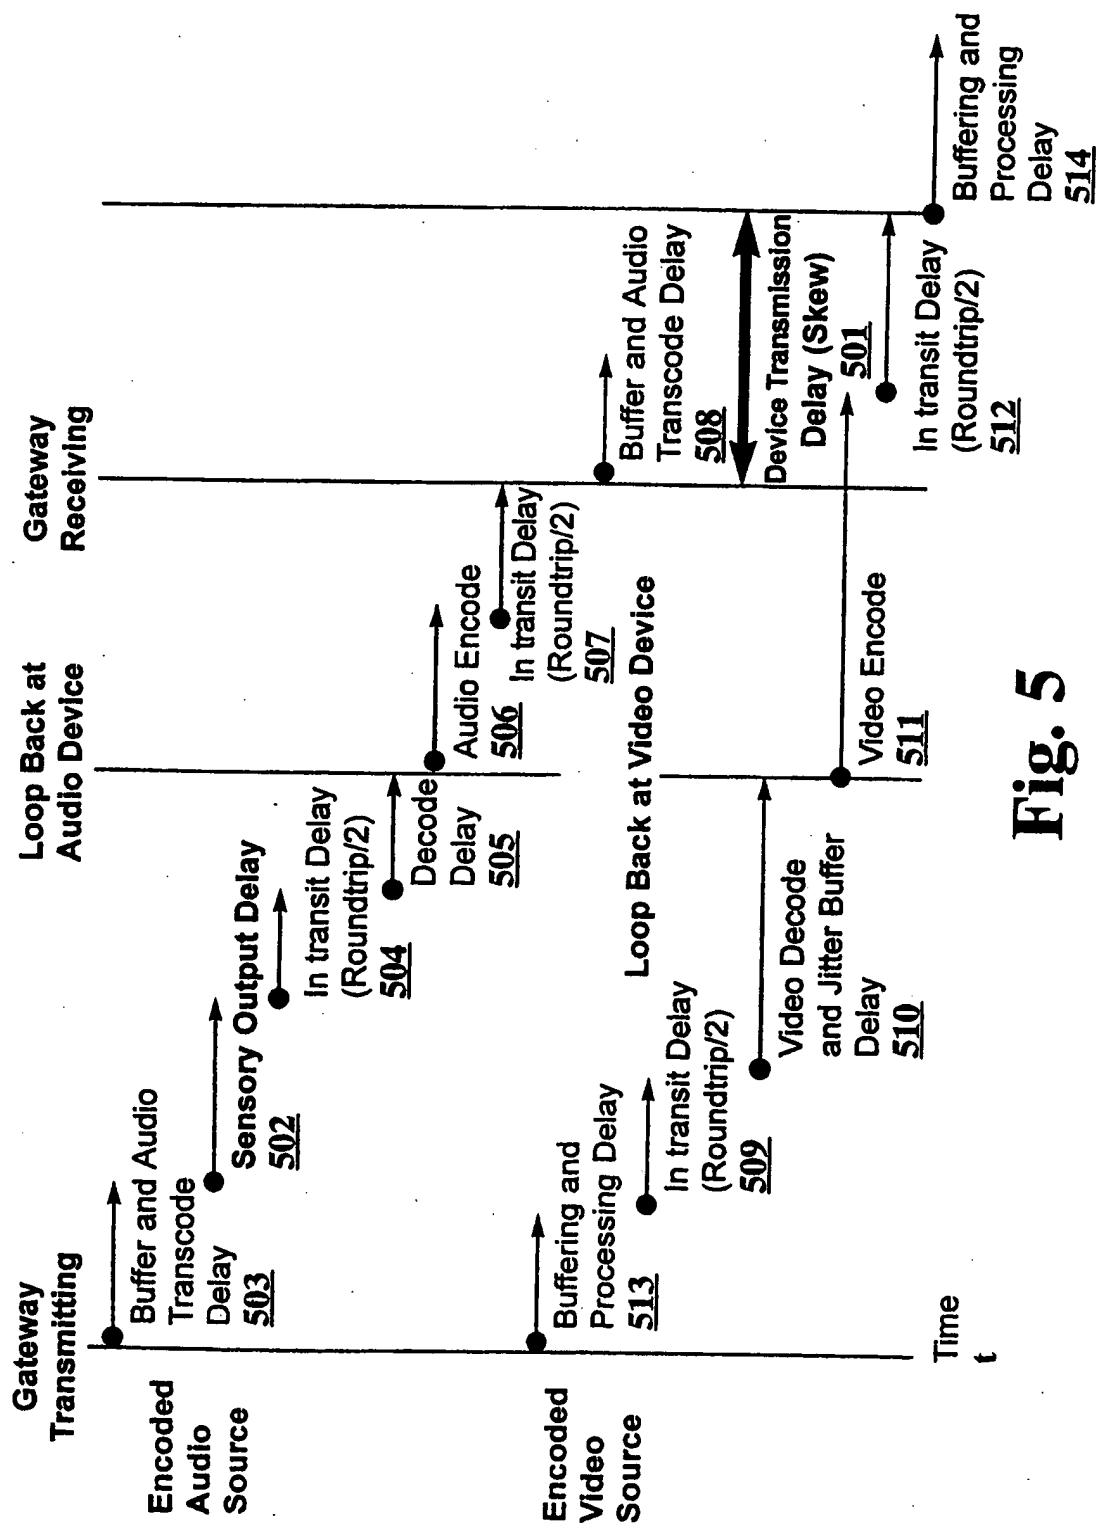 Gateway
Transmitting
Loop Back at
Audio Device
Gateway
Receiving
Encoded
Audio
Source
Buffer and Audio
Transcode
Delay
503
Sensory Output Delay
502
In transit Delay
(Roundtrip/2)
504
Decode
Delay
505
Audio Encode
506
In transit Delay
(Roundtrip/2)
507
Buffer and Audio
Transcode Delay
508
Device Transmission
Delay (Skew)
501
Encoded
Video
Source
Buffering and
Processing Delay
513
In transit Delay
(Roundtrip/2)
509
Loop Back at Video Device
Video Decode
and Jitter Buffer
Delay
510
Video Encode
511
In transit Delay
(Roundtrip/2)
512
Buffering and
Processing
Delay
514
Time
t
Fig. 5